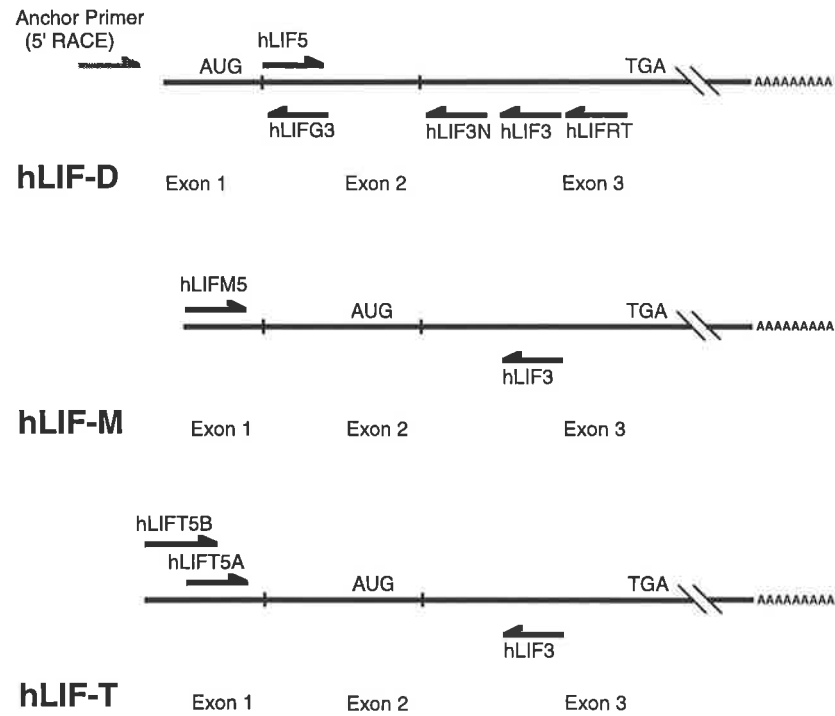 Anchor Primer
(5' RACE)
hLIF5
AUG
TGA
AAAAAAAAA
hLIFG3
hLIF3N
hLIF3
hLIFRT
hLIF-D
Exon 1
Exon 2
Exon 3
hLIFM5
AUG
TGA
AAAAAAAAA
hLIF3
hLIF-M
Exon 1
Exon 2
Exon 3
hLIFT5B
hLIFT5A
AUG
TGA
AAAAAAAAA
hLIF3
hLIF-T
Exon 1
Exon 2
Exon 3